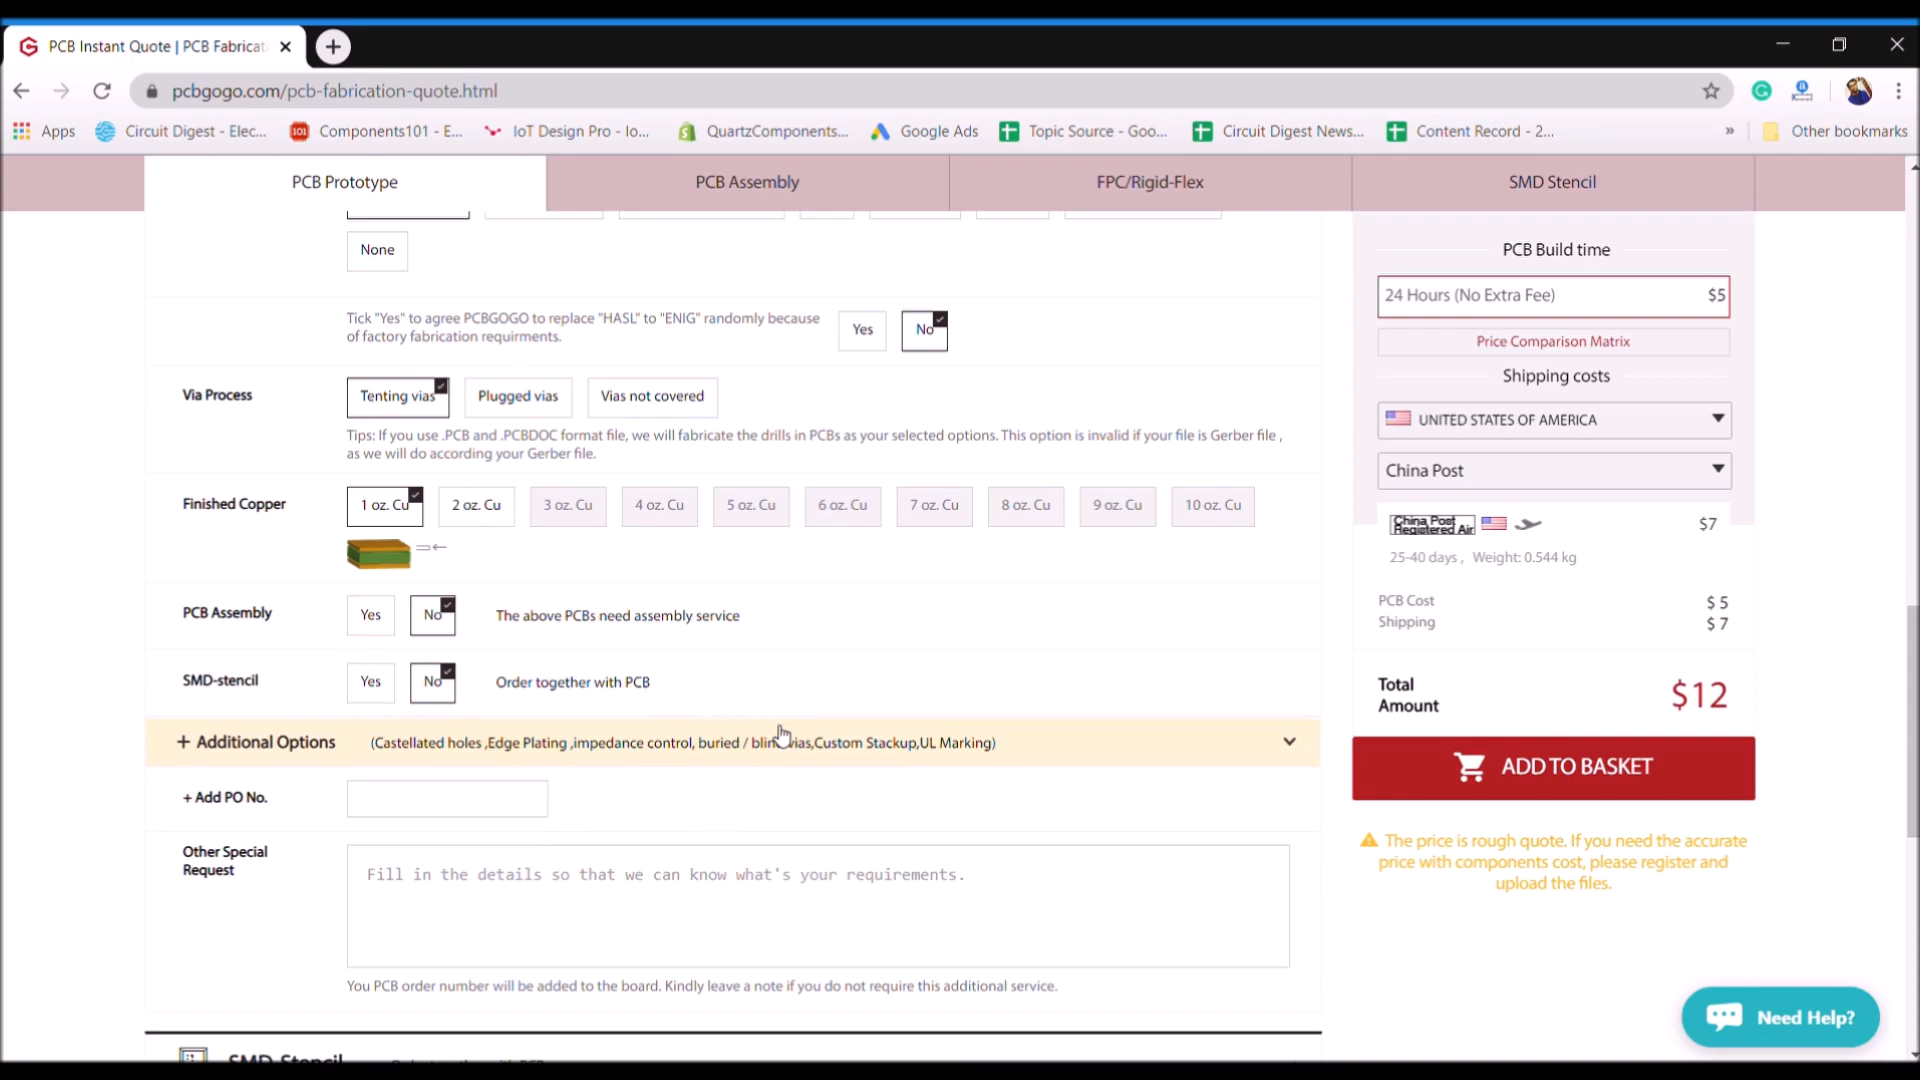 PCB Instant Quote | PCB Fabricati
pcbgogo.com/pcb-fabrication-quote.html
Apps
Circuit Digest - Elec...
Components101 - E...
IoT Design Pro - Io...
QuartzComponents...
Google Ads
Topic Source - Goo...
Circuit Digest News...
Content Record - 2...
»
Other bookmarks
PCB Prototype
PCB Assembly
FPC/Rigid-Flex
SMD Stencil
None
Tick "Yes" to agree PCBGOGO to replace "HASL" to "ENIG" randomly because
of factory fabrication requirments.
Yes
No
Via Process
Tenting vias
Plugged vias
Vias not covered
Tips: If you use .PCB and .PCBDOC format file, we will fabricate the drills in PCBs as your selected options. This option is invalid if your file is Gerber file ,
as we will do according your Gerber file.
Finished Copper
1 oz. Cu
2 oz. Cu
3 oz. Cu
4 oz. Cu
5 oz. Cu
6 oz. Cu
7 oz. Cu
8 oz. Cu
9 oz. Cu
10 oz. Cu
PCB Assembly
Yes
No
The above PCBs need assembly service
SMD-stencil
Yes
No
Order together with PCB
+ Additional Options
(Castellated holes ,Edge Plating ,impedance control, buried / blind vias,Custom Stackup,UL Marking)
+ Add PO No.
Other Special
Request
Fill in the details so that we can know what's your requirements.
You PCB order number will be added to the board. Kindly leave a note if you do not require this additional service.
SMD-Stencil
PCB Build time
24 Hours (No Extra Fee) $5
Price Comparison Matrix
Shipping costs
UNITED STATES OF AMERICA
China Post
China Post
Registered Air
$7
25-40 days , Weight: 0.544 kg
PCB Cost $ 5
Shipping $ 7
Total
Amount
$12
ADD TO BASKET
The price is rough quote. If you need the accurate
price with components cost, please register and
upload the files.
Need Help?